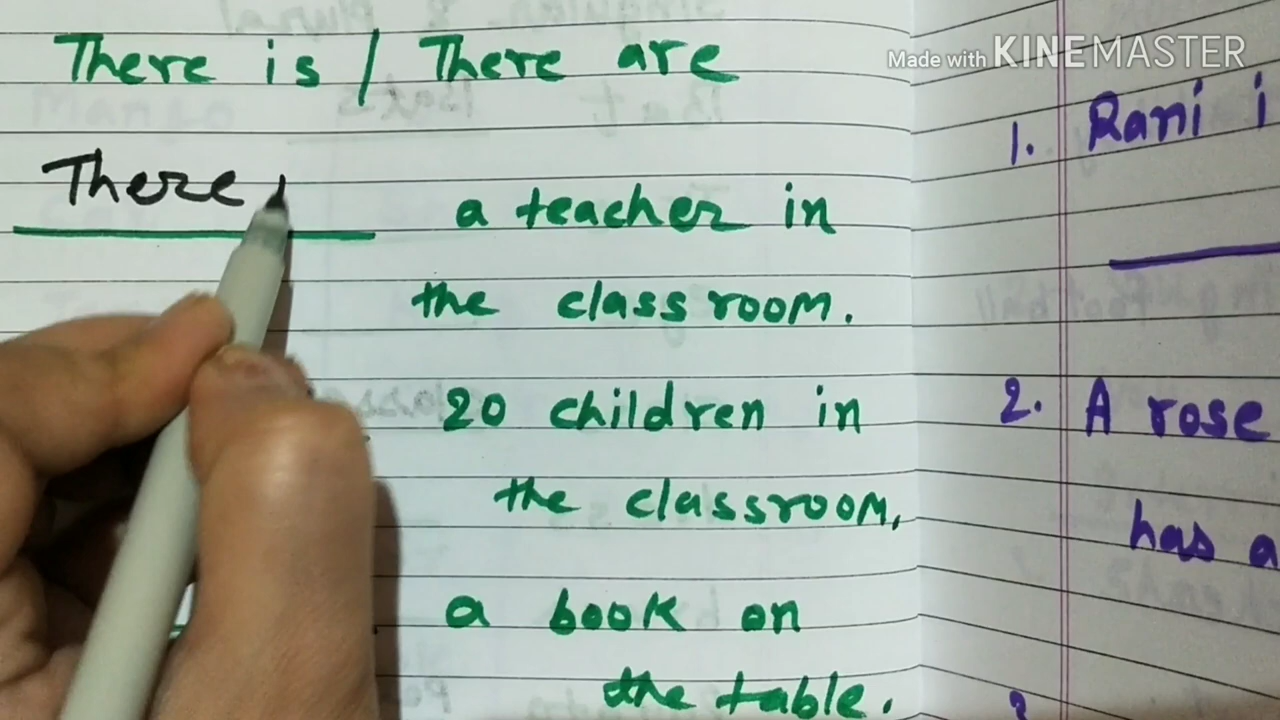 There is / There are
There
a teacher in
the classroom.
20 children in
the classroom,
a book on
the table.
Made with KINEMASTER
1. Rani i
2. A rose
has a